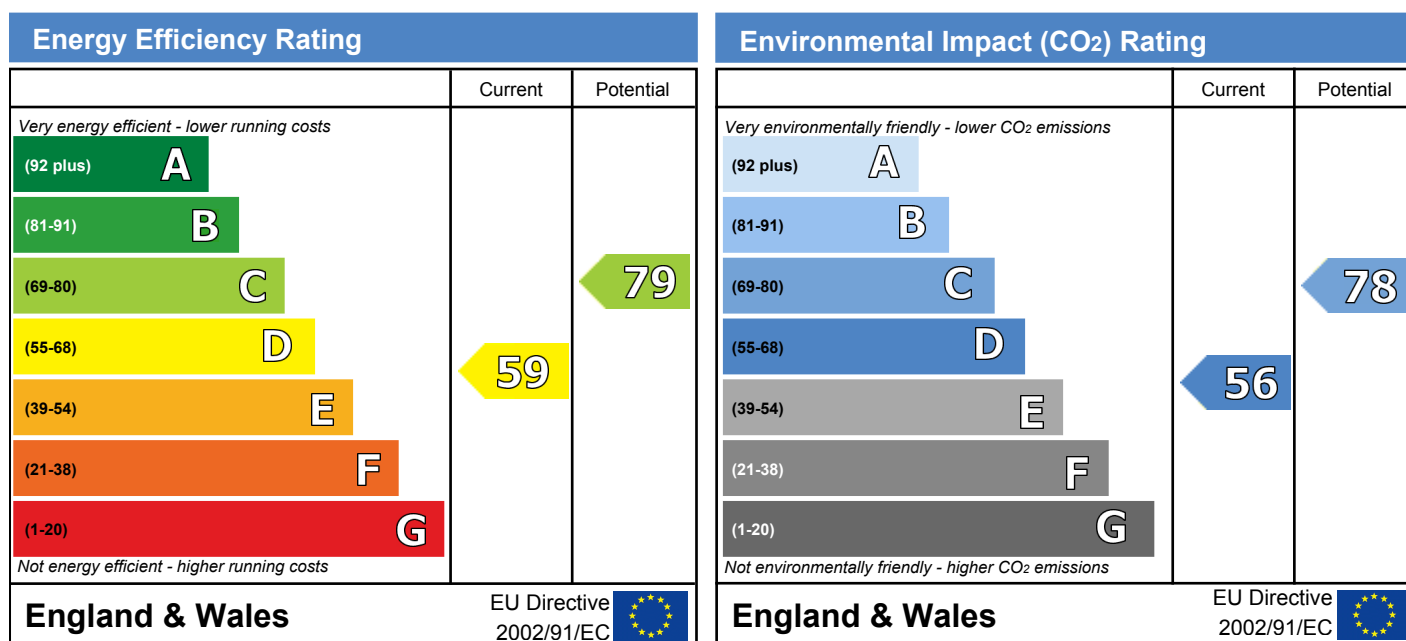 Energy Efficiency Rating
Current Potential
Very energy efficient - lower running costs
(92 plus) A
(81-91) B
(69-80) C
79
(55-68) D
59
(39-54) E
(21-38) F
(1-20) G
Not energy efficient - higher running costs
England & Wales
EU Directive
2002/91/EC
Environmental Impact (CO2) Rating
Current Potential
Very environmentally friendly - lower CO2 emissions
(92 plus) A
(81-91) B
(69-80) C
78
(55-68) D
56
(39-54) E
(21-38) F
(1-20) G
Not environmentally friendly - higher CO2 emissions
England & Wales
EU Directive
2002/91/EC